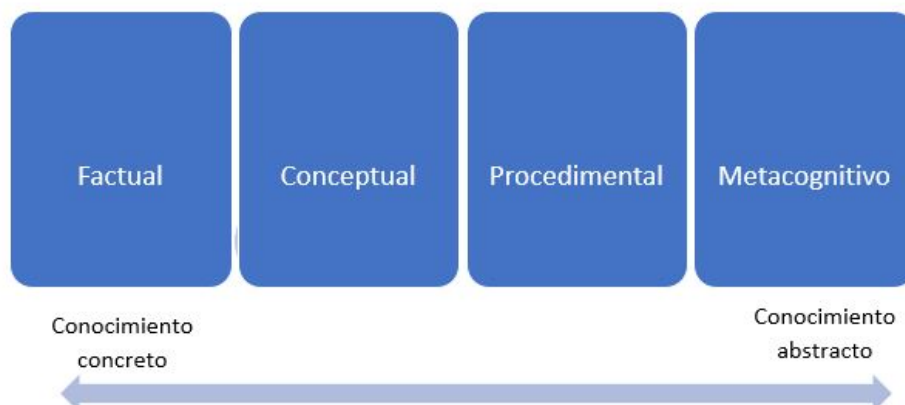 Factual
Conceptual
Procedimental
Metacognitivo
Conocimiento
concreto
Conocimiento
abstracto